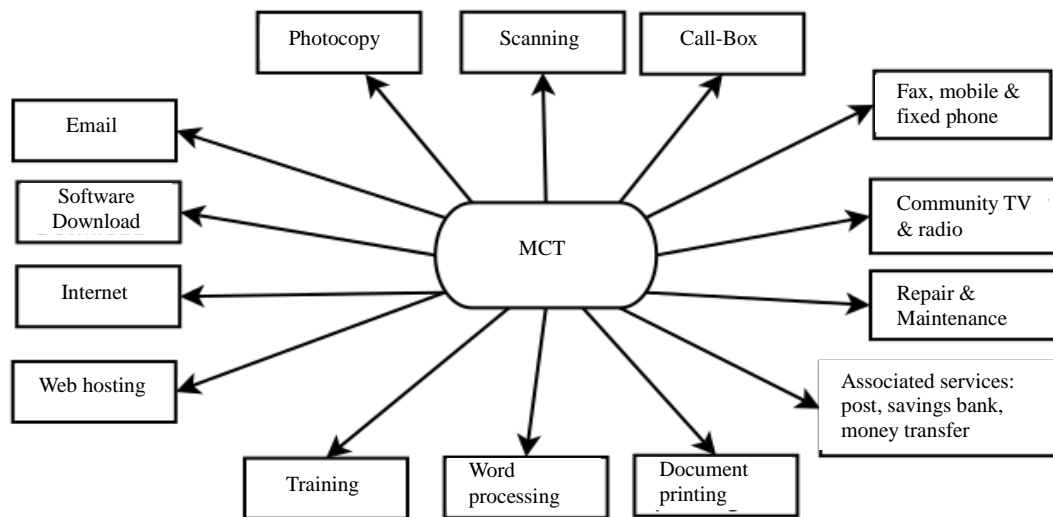 Photocopy
Scanning
Call-Box
Fax, mobile &
fixed phone
Email
Software
Download
Community TV
& radio
MCT
Internet
Repair &
Maintenance
Web hosting
Associated services:
post, savings bank,
money transfer
Training
Word
processing
Document
printing